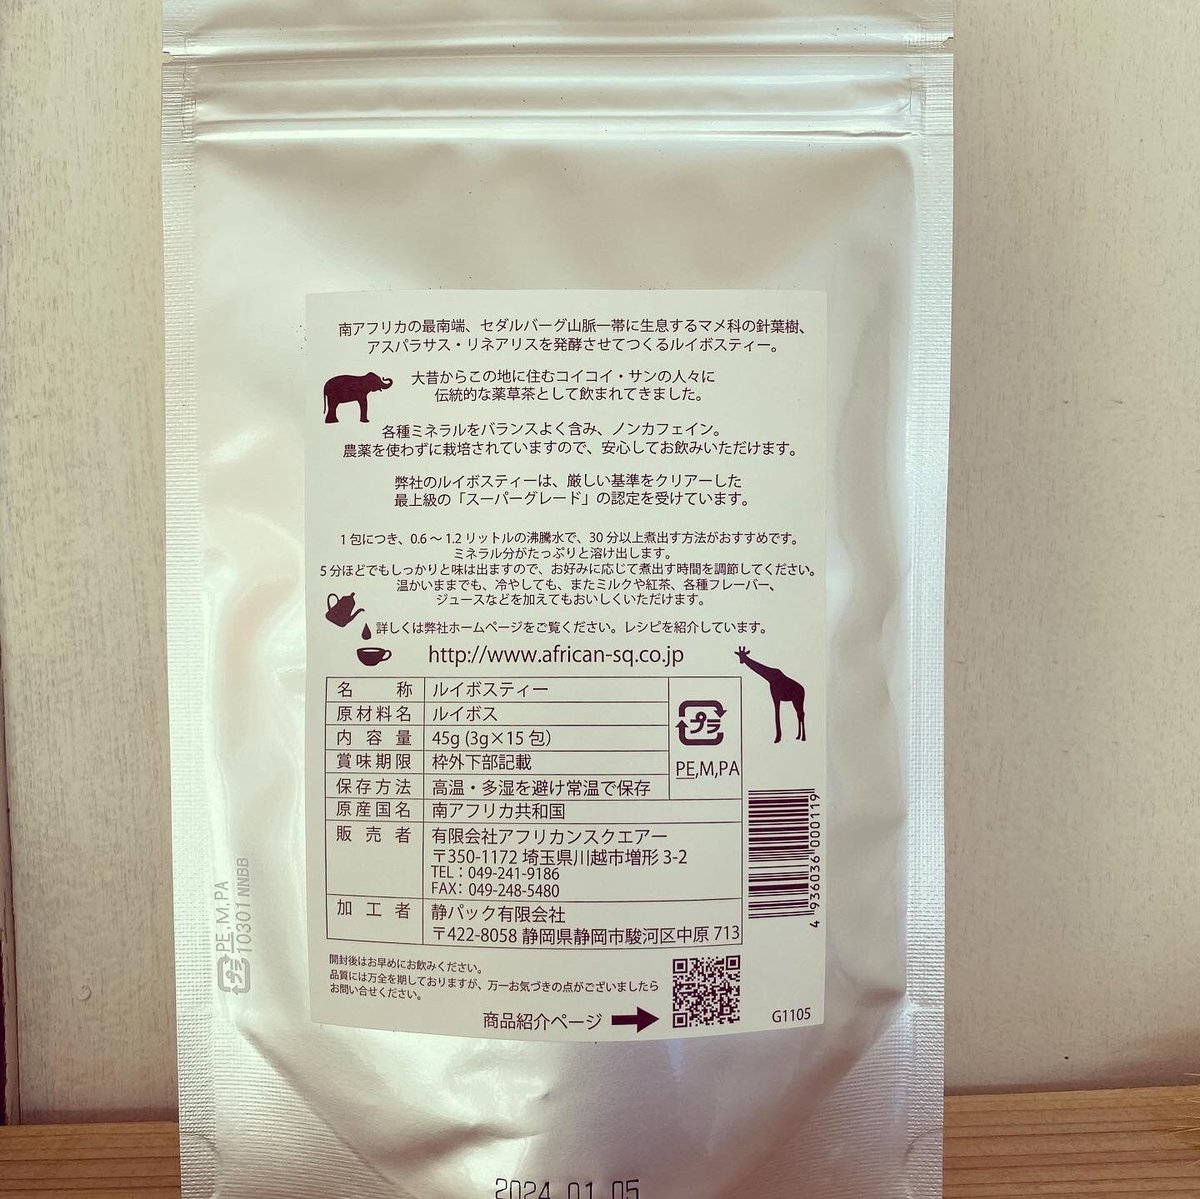 南アフリカの最南端、セダルバーグ山脈一帯に生息するマメ科の針葉樹、
アスパラサス・リネアリスを発酵させてつくるルイボスティー。
大昔からこの地に住むコイコイ・サンの人々に
伝統的な薬草茶として飲まれてきました。
各種ミネラルをバランスよく含み、ノンカフェイン。
農薬を使わずに栽培されていますので、安心してお飲みいただけます。
弊社のルイボスティーは、厳しい基準をクリアーした
最上級の「スーパーグレード」の認定を受けています。
1包につき、0.6～1.2リットルの沸騰水で、30分以上煮出す方法がおすすめです。
ミネラル分がたっぷりと溶け出します。
5分ほどでもしっかりと味は出ますので、お好みに応じて煮出す時間を調節してください。
温かいままでも、冷やしても、またミルクや紅茶、各種フレーバー、
ジュースなどを加えてもおいしくいただけます。
詳しくは弊社ホームページをご覧ください。レシピを紹介しています。
http://www.african-sq.co.jp
名称 ルイボスティー
原材料名 ルイボス
内容量 45g (3g×15包)
賞味期限 枠外下部記載
保存方法 高温・多湿を避け常温で保存
原産国名 南アフリカ共和国
販売者 有限会社アフリカンスクエアー
〒350-1172 埼玉県川越市増形 3-2
TEL：049-241-9186
FAX：049-248-5480
加工者 静パック有限会社
〒422-8058 静岡県静岡市駿河区中原 713
プラ
PE,M,PA
4 936036 000119
開封後はお早めにお飲みください。
品質には万全を期しておりますが、万一お気づきの点がございましたら
お問い合せください。
商品紹介ページ
G1105
プラ PE,M,PA
10301NNBB
2024.01.05